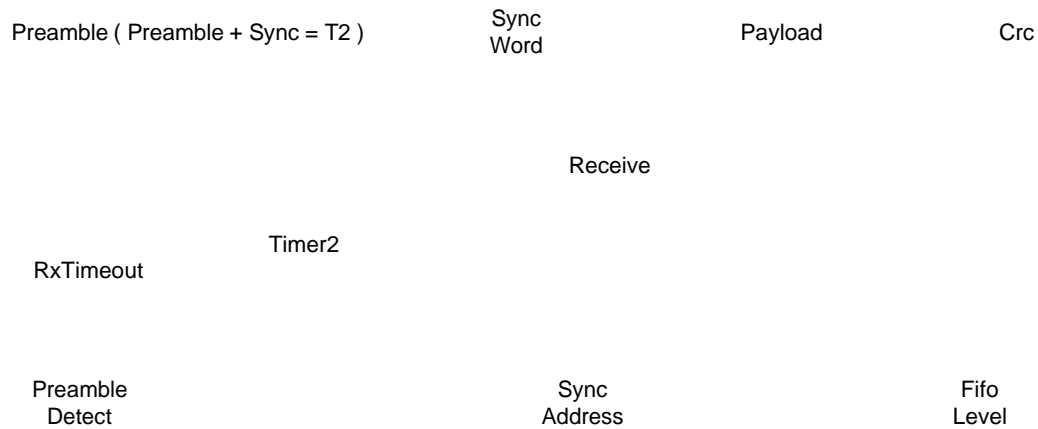 Preamble ( Preamble + Sync = T2 )
Sync
Word
Payload
Crc
Receive
Timer2
RxTimeout
Preamble
Detect
Sync
Address
Fifo
Level